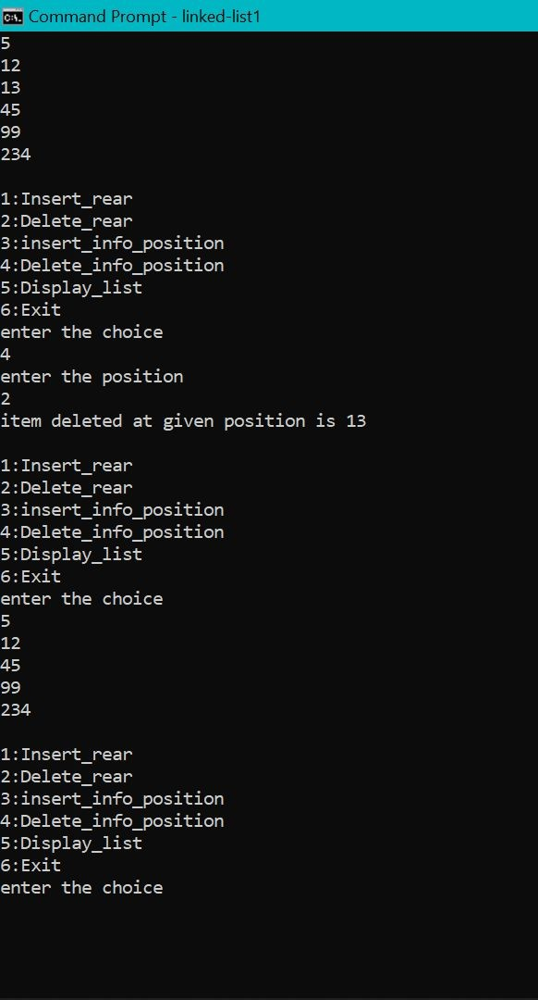 Command Prompt - linked-list1
5
12
13
45
99
234
1:Insert_rear
2:Delete_rear
3:insert_info_position
4:Delete_info_position
5:Display_list
6:Exit
enter the choice
4
enter the position
2
item deleted at given position is 13
1:Insert_rear
2:Delete_rear
3:insert_info_position
4:Delete_info_position
5:Display_list
6:Exit
enter the choice
5
12
45
99
234
1:Insert_rear
2:Delete_rear
3:insert_info_position
4:Delete_info_position
5:Display_list
6:Exit
enter the choice